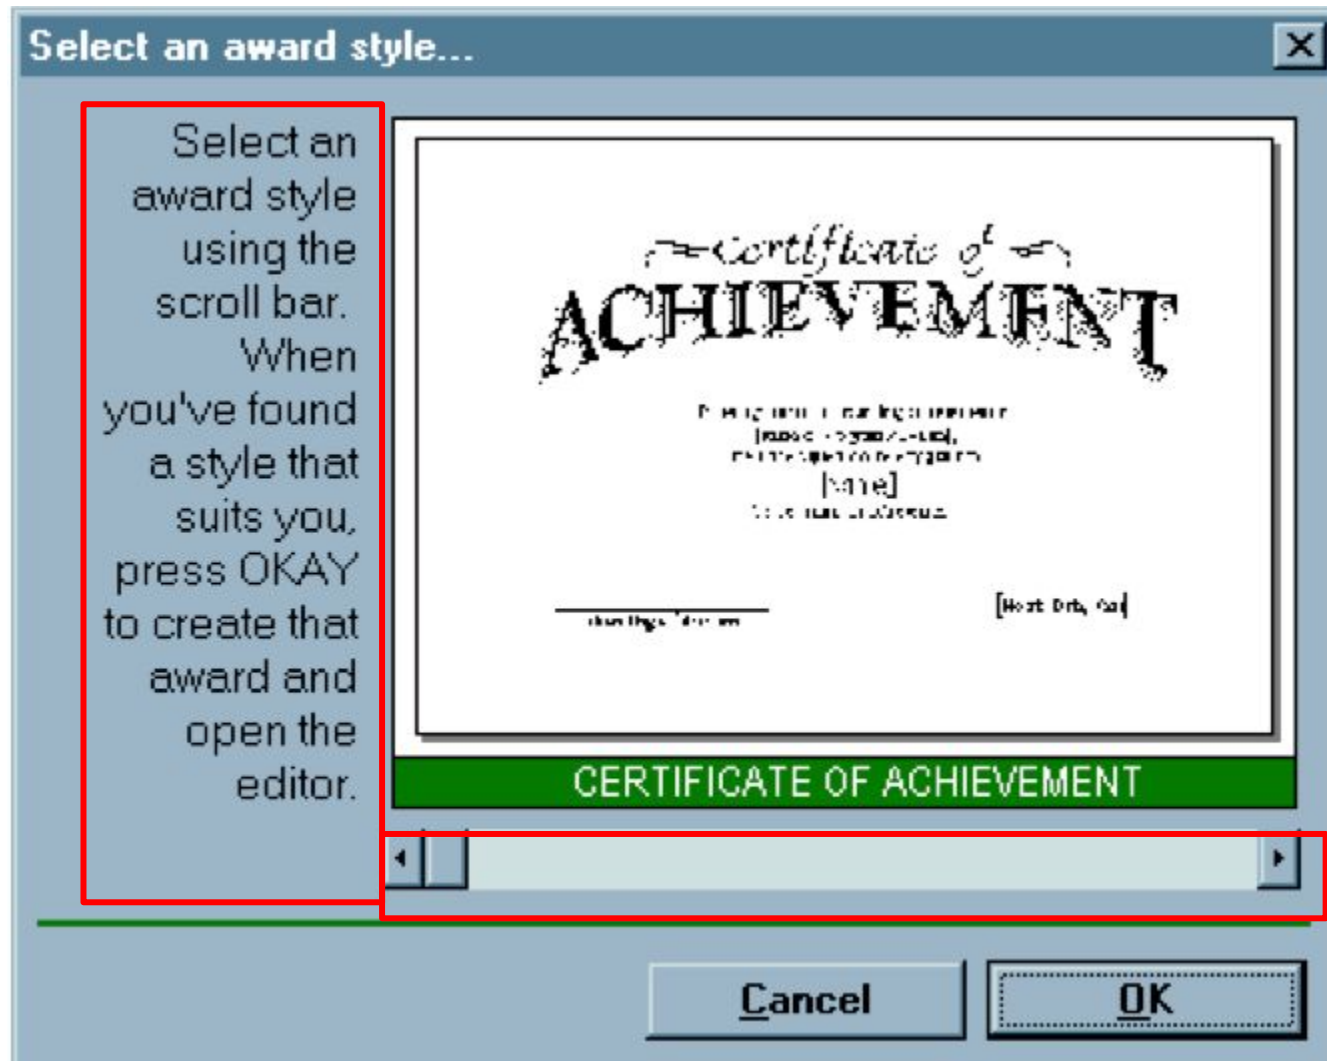 Select an award style...
Select an
award style
using the
scroll bar.
When
you've found
a style that
suits you,
press OKAY
to create that
award and
open the
editor.
Certificate of
ACHIEVEMENT
[Name]
CERTIFICATE OF ACHIEVEMENT
Cancel
OK